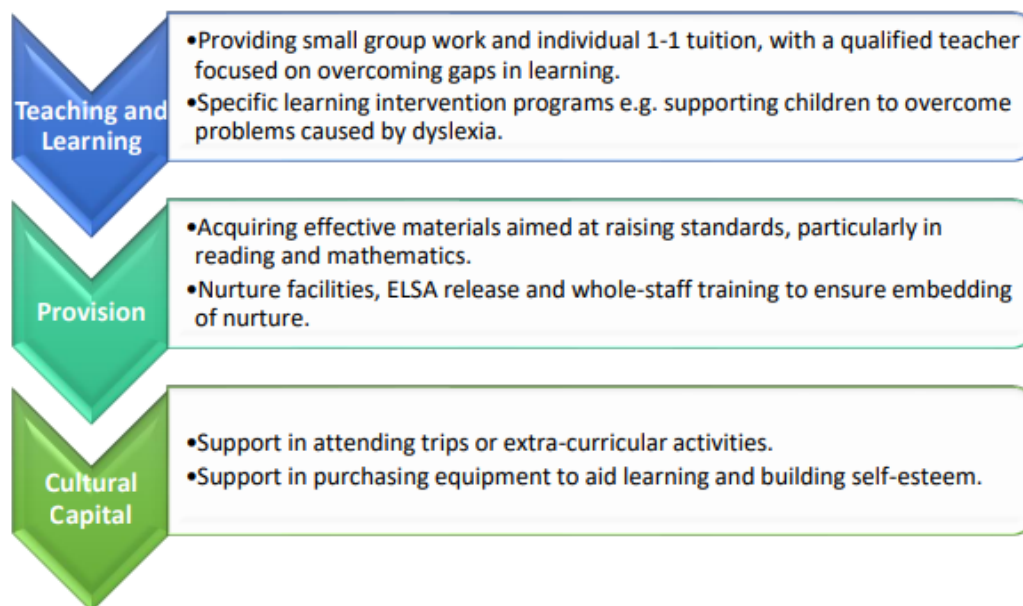 Teaching and
Learning
•Providing small group work and individual 1-1 tuition, with a qualified teacher
focused on overcoming gaps in learning.
•Specific learning intervention programs e.g. supporting children to overcome
problems caused by dyslexia.
Provision
•Acquiring effective materials aimed at raising standards, particularly in
reading and mathematics.
•Nurture facilities, ELSA release and whole-staff training to ensure embedding
of nurture.
Cultural
Capital
•Support in attending trips or extra-curricular activities.
•Support in purchasing equipment to aid learning and building self-esteem.